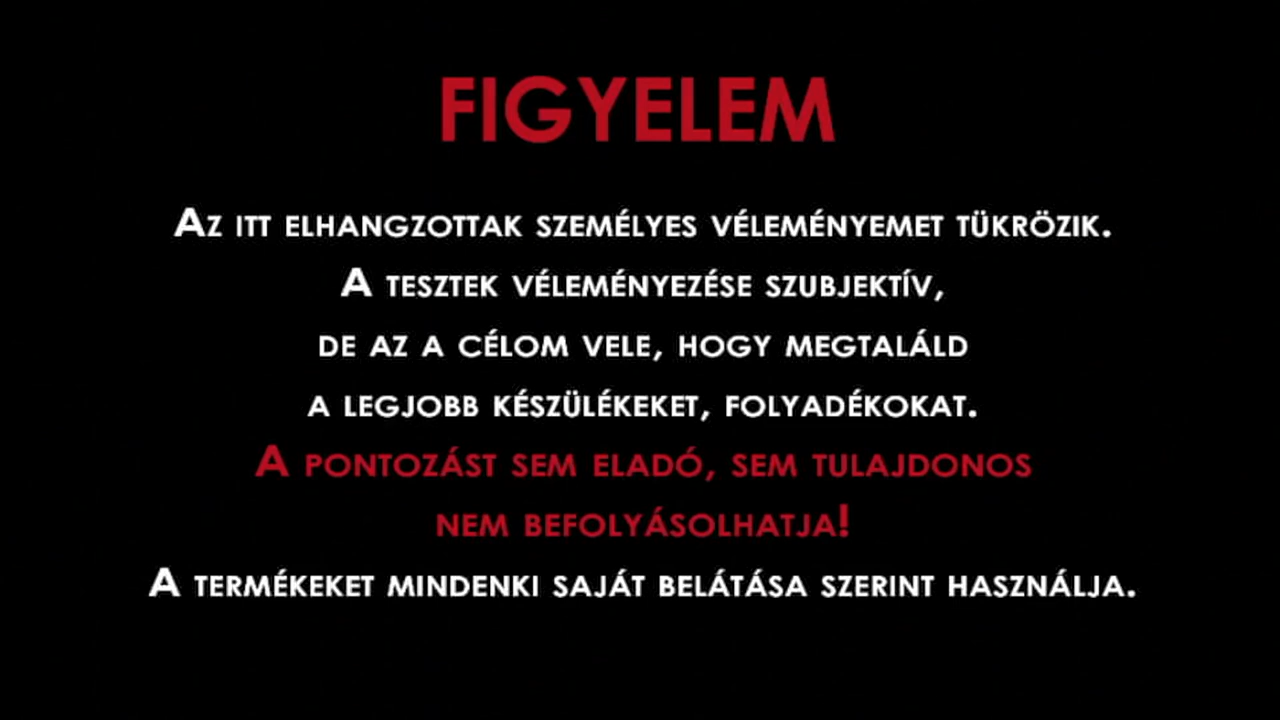 FIGYELEM
Az itt elhangzottak személyes véleményemet tükrözik.
A tesztek véleményezése szubjektív,
de az a célom vele, hogy megtaláld
a legjobb készülékeket, folyadékokat.
A pontozást sem eladó, sem tulajdonos
nem befolyásolhatja!
A termékeket mindenki saját belátása szerint használja.